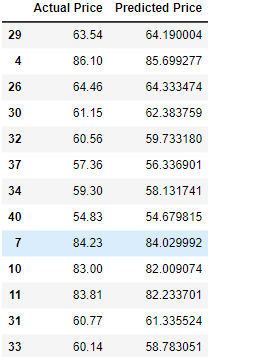 Actual Price Predicted Price
29 63.54 64.190004
4 86.10 85.699277
26 64.46 64.333474
30 61.15 62.383759
32 60.56 59.733180
37 57.36 56.336901
34 59.30 58.131741
40 54.83 54.679815
7 84.23 84.029992
10 83.00 82.009074
11 83.81 82.233701
31 60.77 61.335524
33 60.14 58.783051